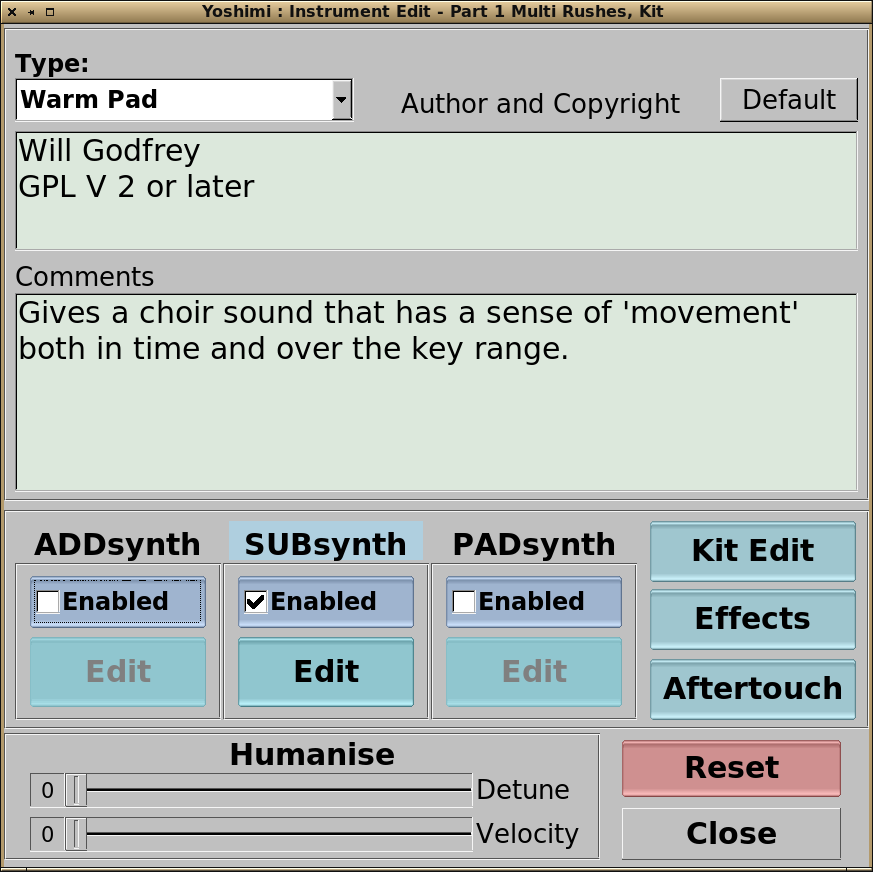 Yoshimi : Instrument Edit - Part 1 Multi Rushes, Kit
Type:
Warm Pad
Author and Copyright
Default
Will Godfrey
GPL V 2 or later
Comments
Gives a choir sound that has a sense of 'movement'
both in time and over the key range.
ADDsynth
SUBsynth
PADsynth
Kit Edit
Enabled
Enabled
Enabled
Effects
Edit
Edit
Edit
Aftertouch
Humanise
Reset
0
Detune
0
Velocity
Close